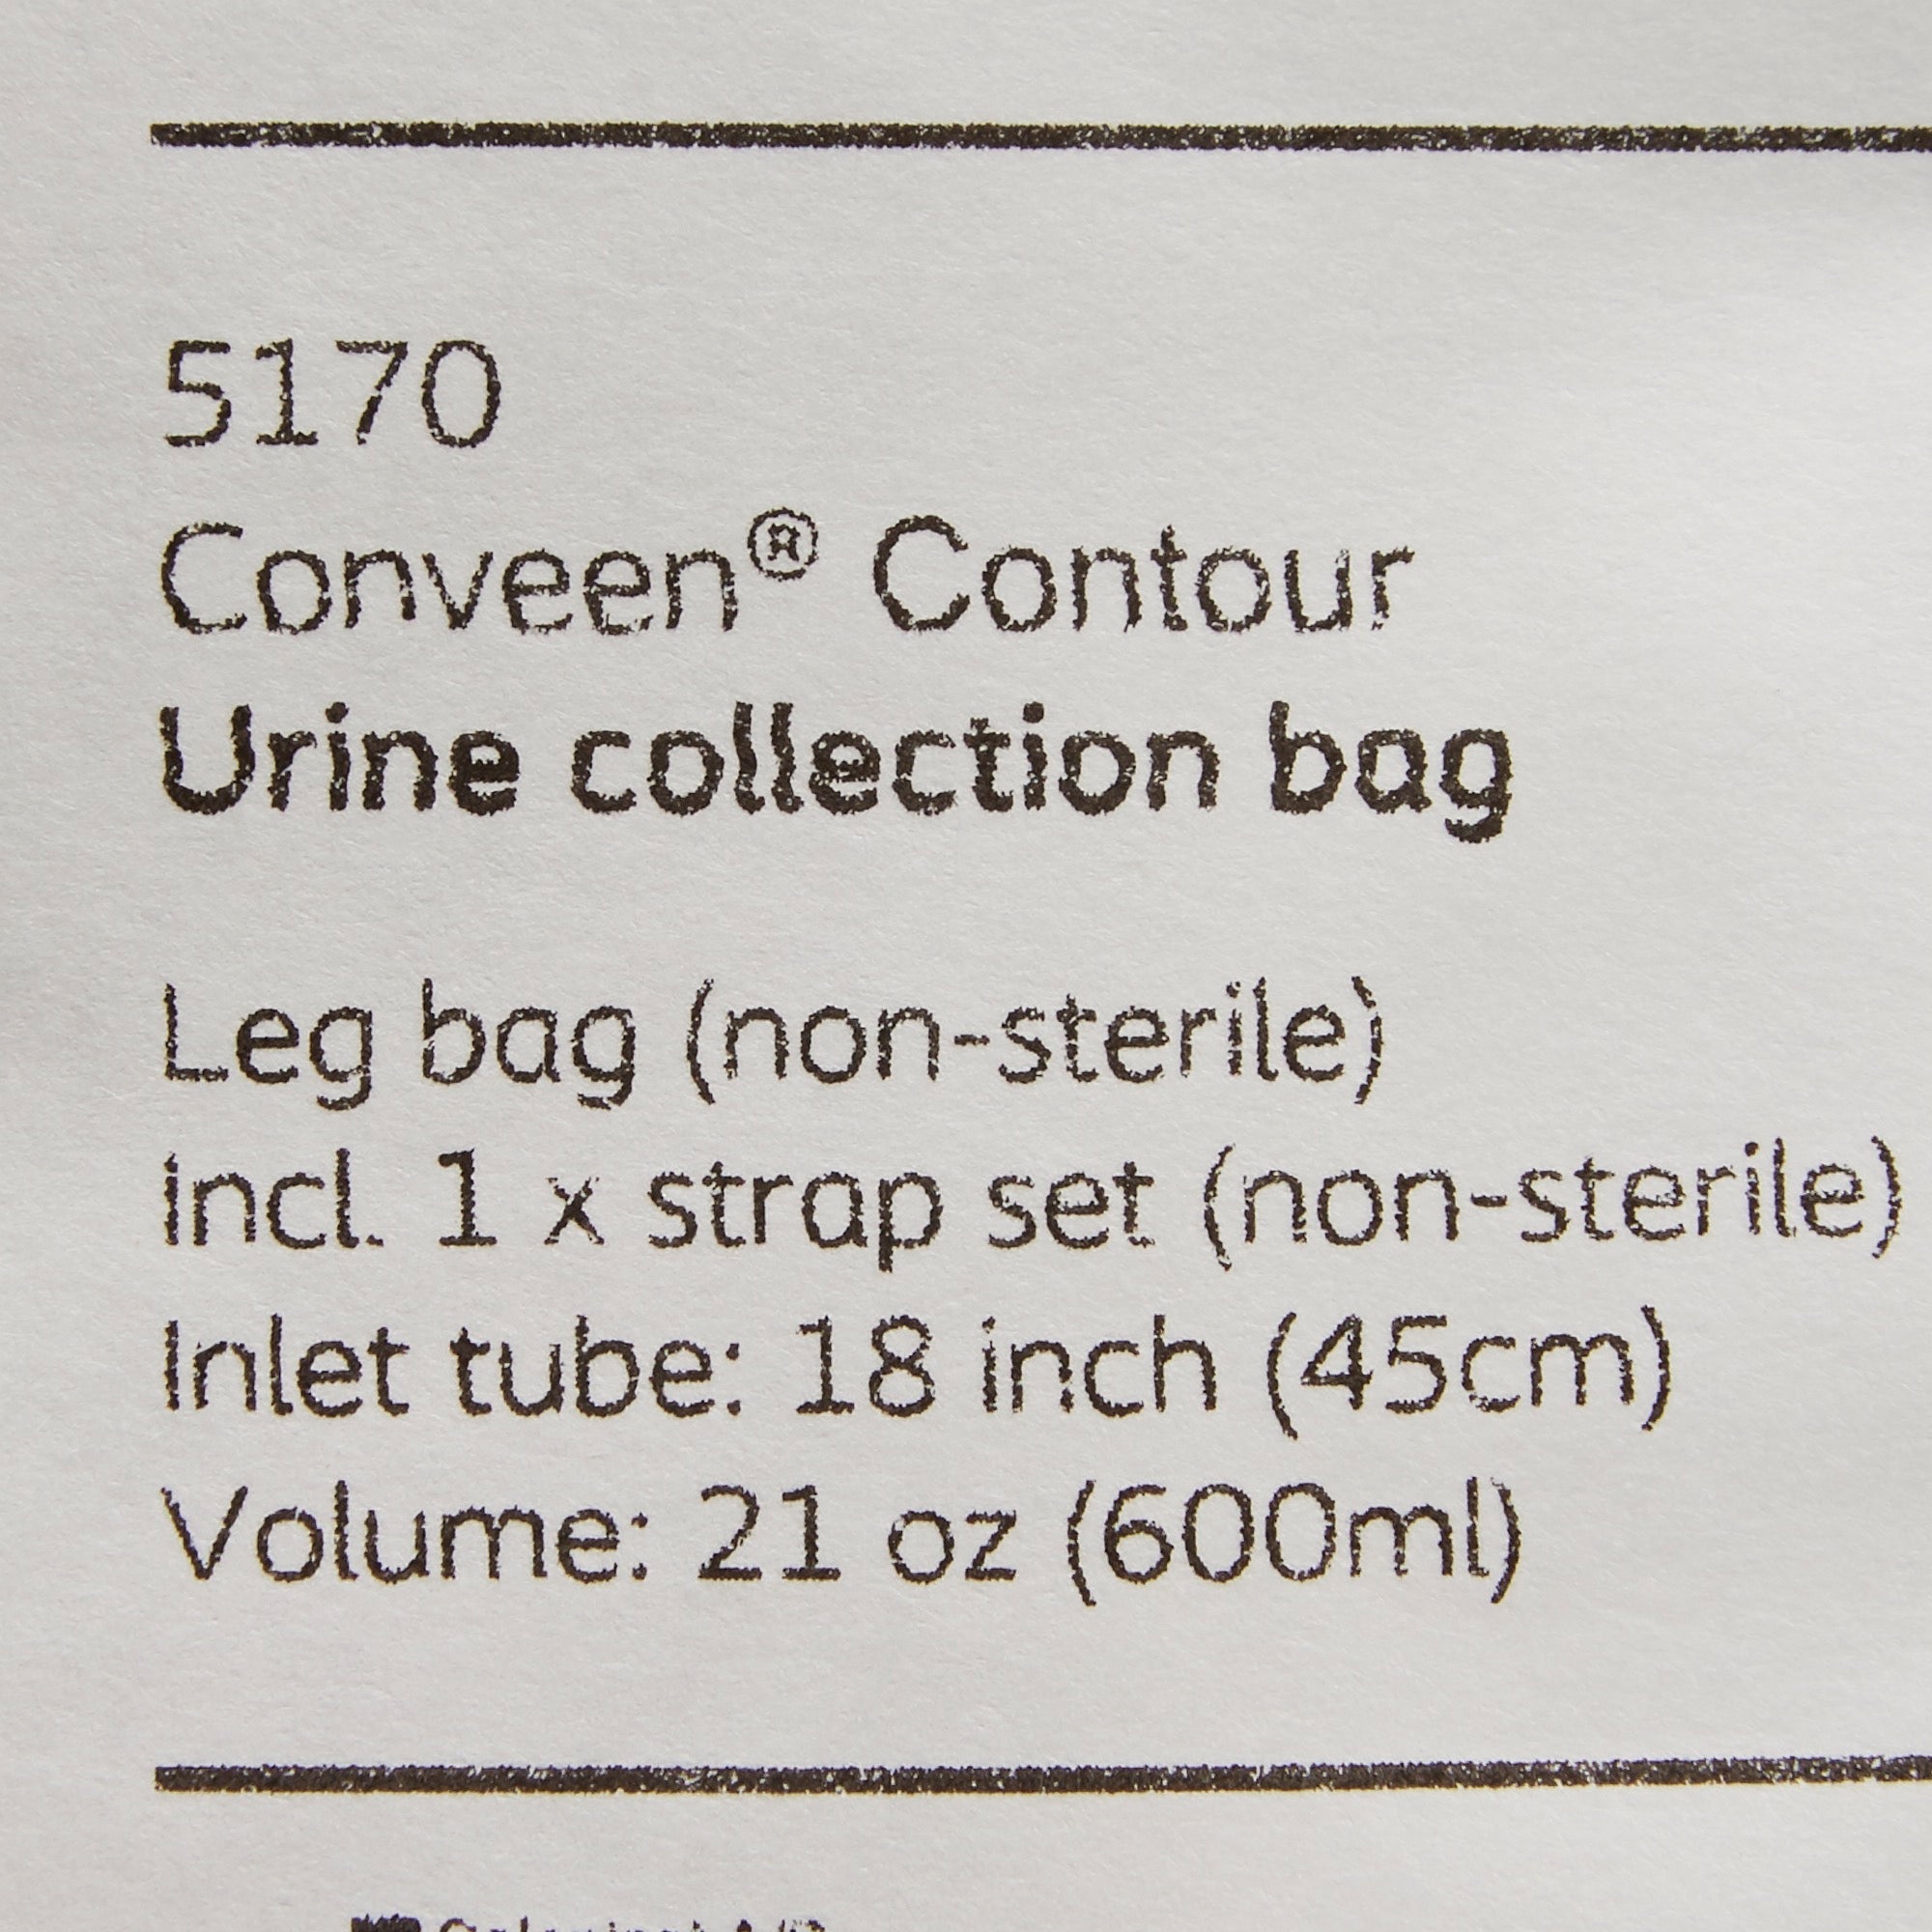 5170
Conveen® Contour
Urine collection bag
Leg bag (non-sterile)
incl. 1 x strap set (non-sterile)
Inlet tube: 18 inch (45cm)
Volume: 21 oz (600ml)